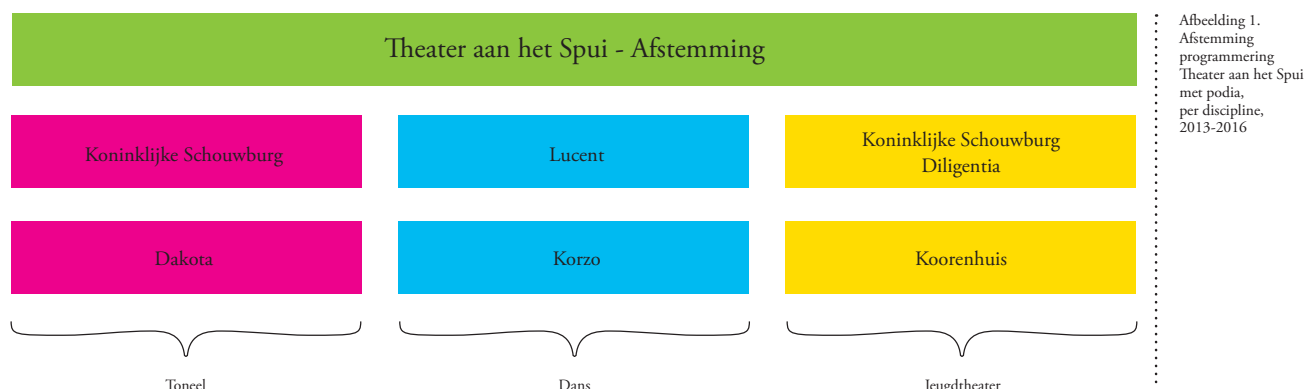 Theater aan het Spui - Afstemming
Koninklijke Schouwburg
Lucent
Koninklijke Schouwburg
Diligentia
Dakota
Korzo
Koorenhuis
Toneel
Dans
Jeugdtheater
Afbeelding 1.
Afstemming
programmering
Theater aan het Spui
met podia,
per discipline,
2013-2016